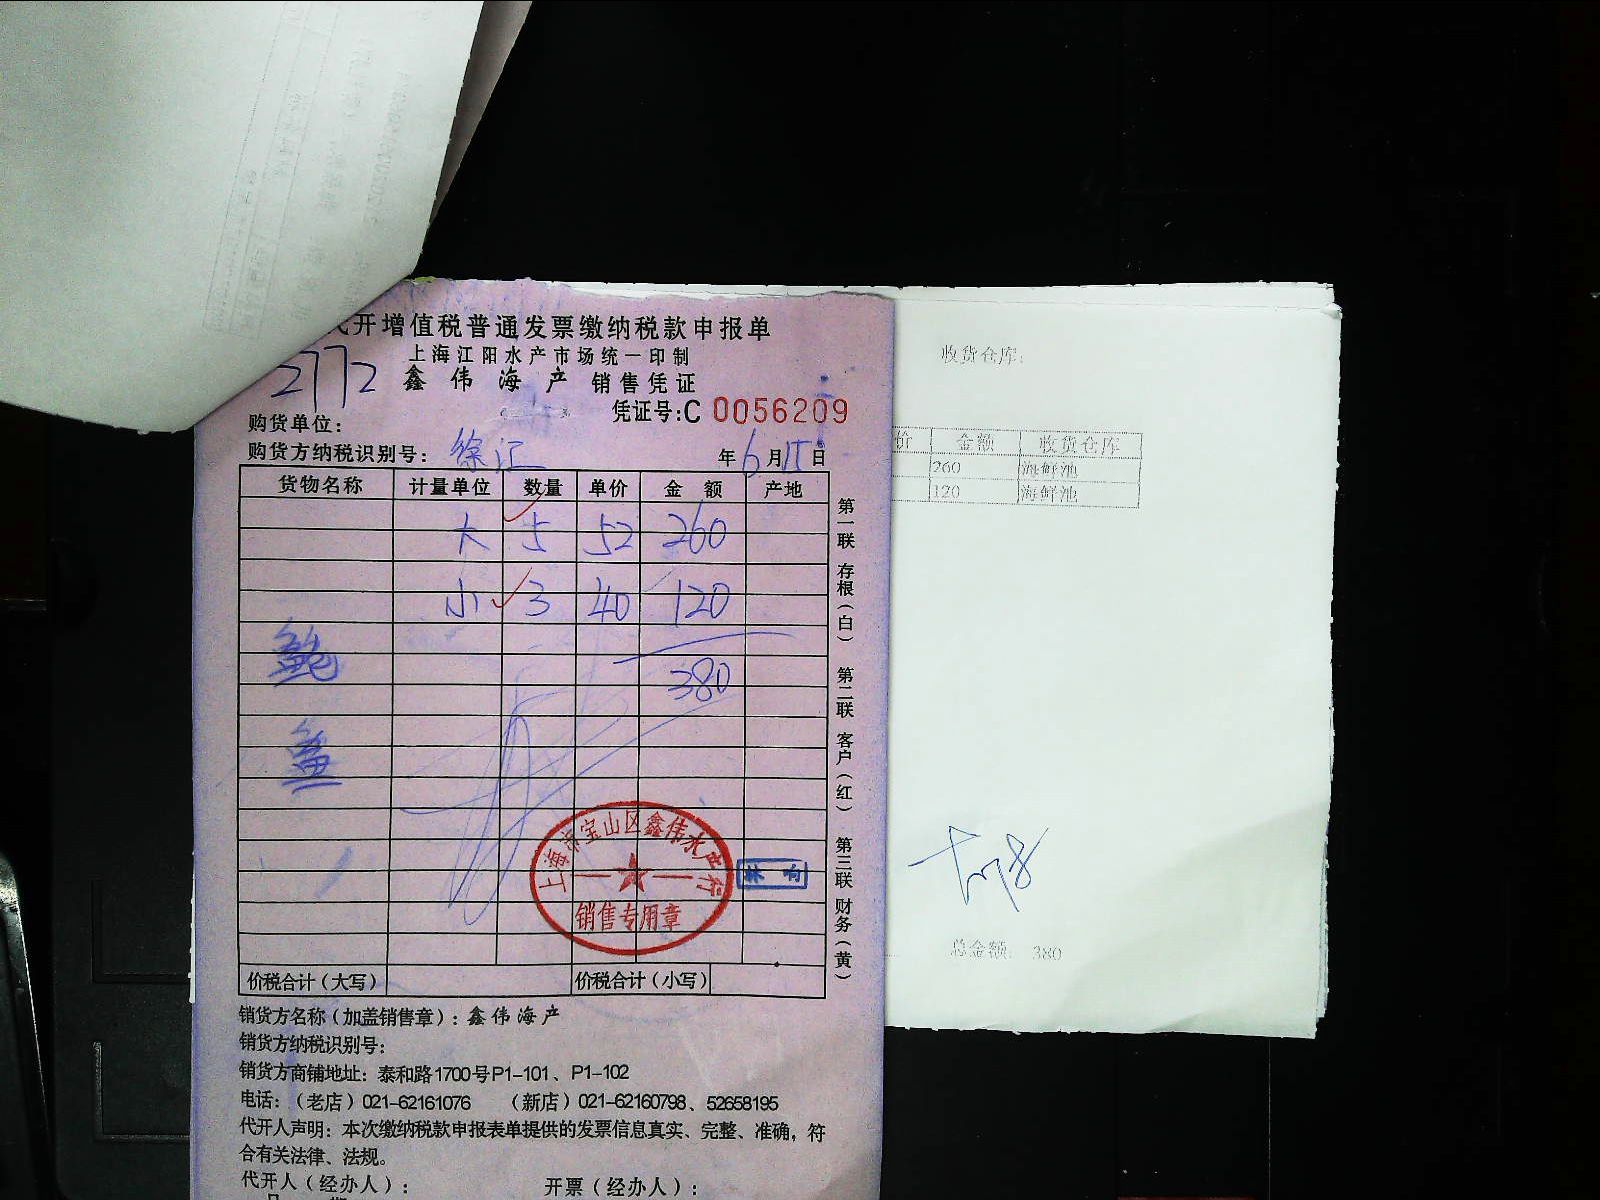 开增值税普通发票缴纳税款申报单
上海江阳水产市场统一印制
2772
鑫伟海产 销售凭证
凭证号:C 0056209
购货单位：
购货方纳税识别号： 徐汇 年6月15日
货物名称 计量单位 数量 单价 金额 产地
大 5 52 260
小 3 40 120
鲍
380
鱼
价税合计（大写） 价税合计（小写）
第一联 存根（白） 第二联 客户（红） 第三联 财务（黄）
上海市宝山区鑫伟水产行
销售专用章
林响
销货方名称（加盖销售章）：鑫伟海产
销货方纳税识别号：
销货方商铺地址：泰和路1700号P1-101、P1-102
电话：（老店）021-62161076 （新店）021-62160798、52658195
代开人声明：本次缴纳税款申报表单提供的发票信息真实、完整、准确，符
合有关法律、法规。
代开人（经办人）： 开票（经办人）：
收货仓库：
价 金额 收货仓库
260 海鲜池
120 海鲜池
总金额： 380